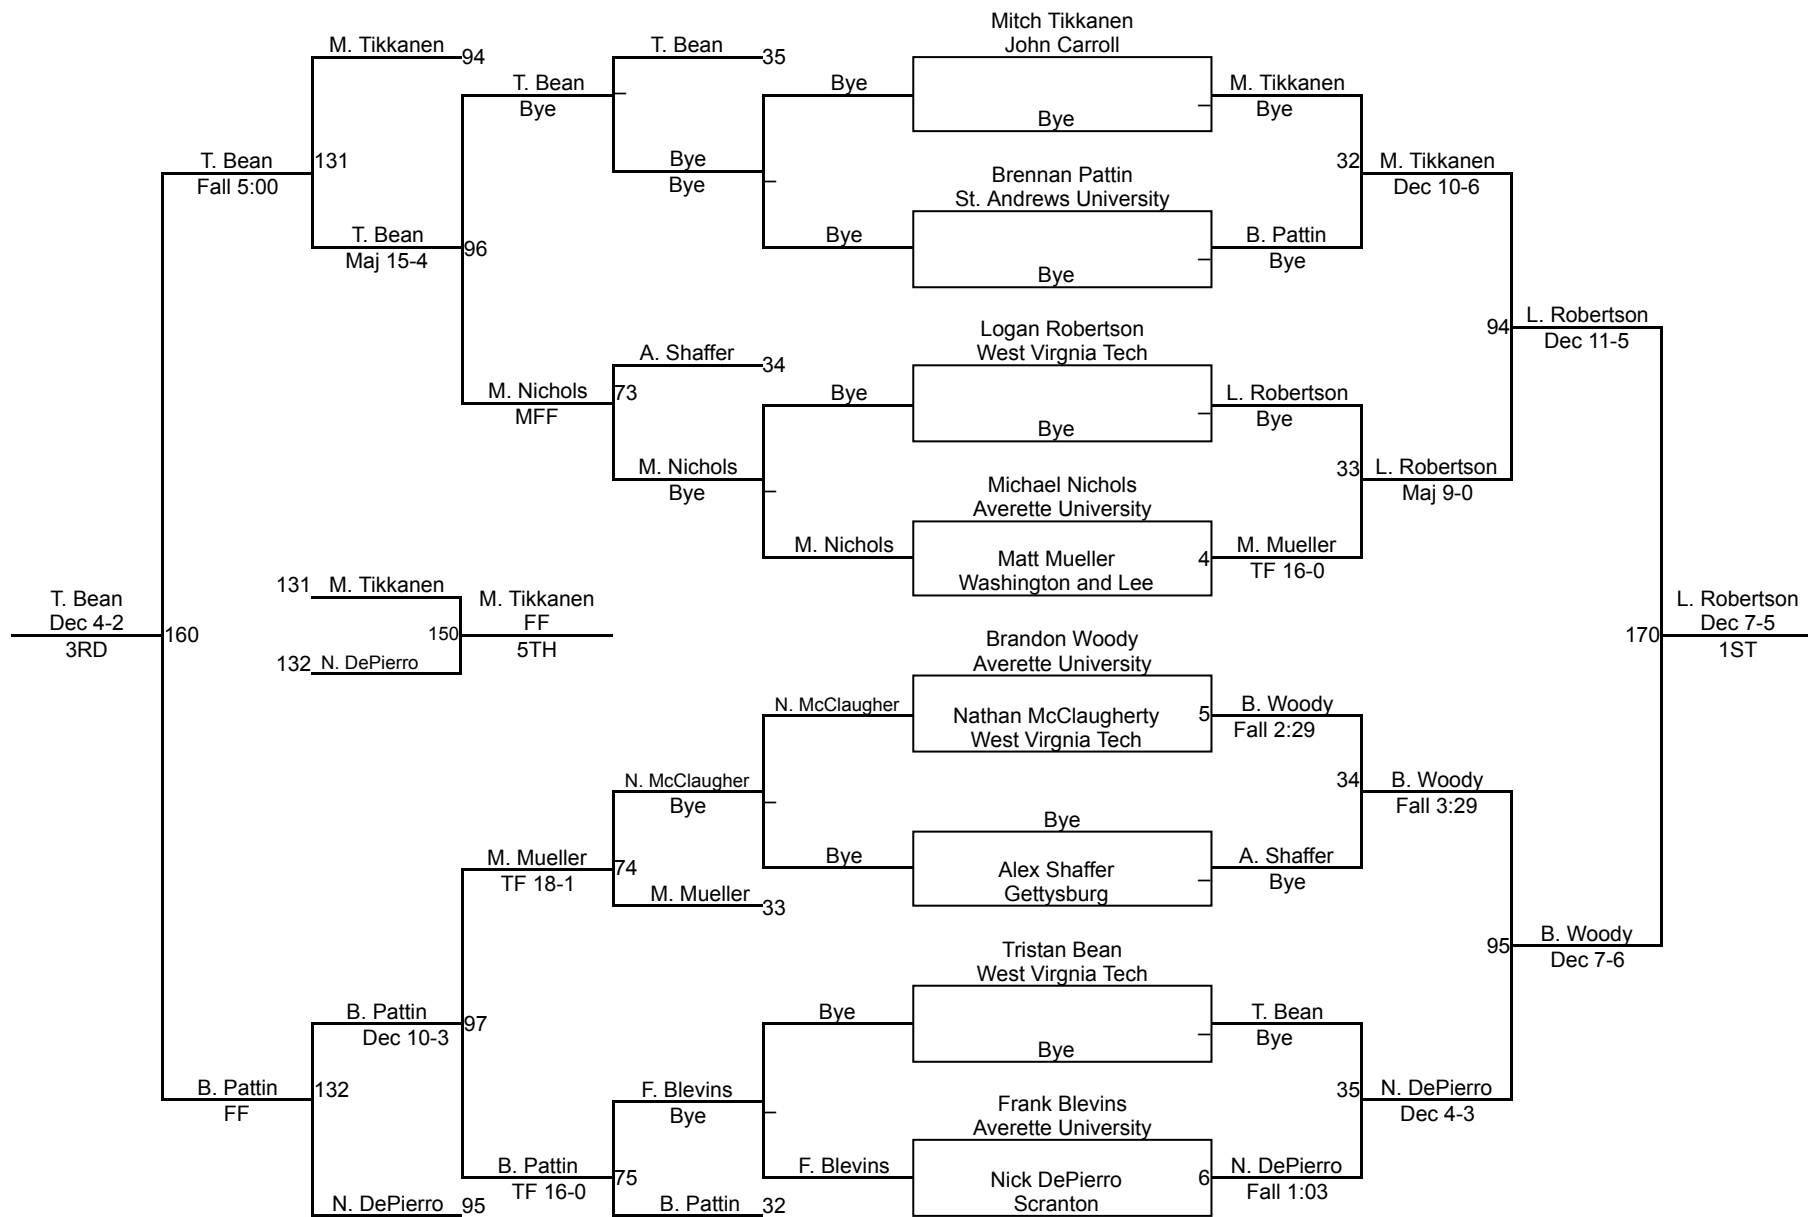 Mitch Tikkanen
John Carroll
M. Tikkanen
94
T. Bean
35
T. Bean
Bye
Bye
Bye
M. Tikkanen
Bye
T. Bean
Fall 5:00
131
Bye
Bye
Brennan Pattin
St. Andrews University
32
M. Tikkanen
Dec 10-6
T. Bean
Maj 15-4
96
Bye
Bye
B. Pattin
Bye
Logan Robertson
West Virgnia Tech
94
L. Robertson
Dec 11-5
A. Shaffer
34
M. Nichols
MFF
73
Bye
Bye
L. Robertson
Bye
M. Nichols
Bye
Michael Nichols
Averette University
33
L. Robertson
Maj 9-0
M. Nichols
Matt Mueller
Washington and Lee
4
M. Mueller
TF 16-0
131
M. Tikkanen
T. Bean
Dec 4-2
3RD
160
150
M. Tikkanen
FF
5TH
132
N. DePierro
L. Robertson
Dec 7-5
1ST
170
Brandon Woody
Averette University
N. McClaugher
Nathan McClaugherty
West Virgnia Tech
5
B. Woody
Fall 2:29
N. McClaugher
Bye
34
B. Woody
Fall 3:29
Bye
M. Mueller
TF 18-1
74
Bye
Alex Shaffer
Gettysburg
A. Shaffer
Bye
M. Mueller
33
Tristan Bean
West Virgnia Tech
95
B. Woody
Dec 7-6
B. Pattin
Dec 10-3
97
Bye
Bye
T. Bean
Bye
B. Pattin
FF
132
F. Blevins
Bye
Frank Blevins
Averette University
35
N. DePierro
Dec 4-3
B. Pattin
TF 16-0
75
F. Blevins
Nick DePierro
Scranton
6
N. DePierro
Fall 1:03
N. DePierro
95
B. Pattin
32